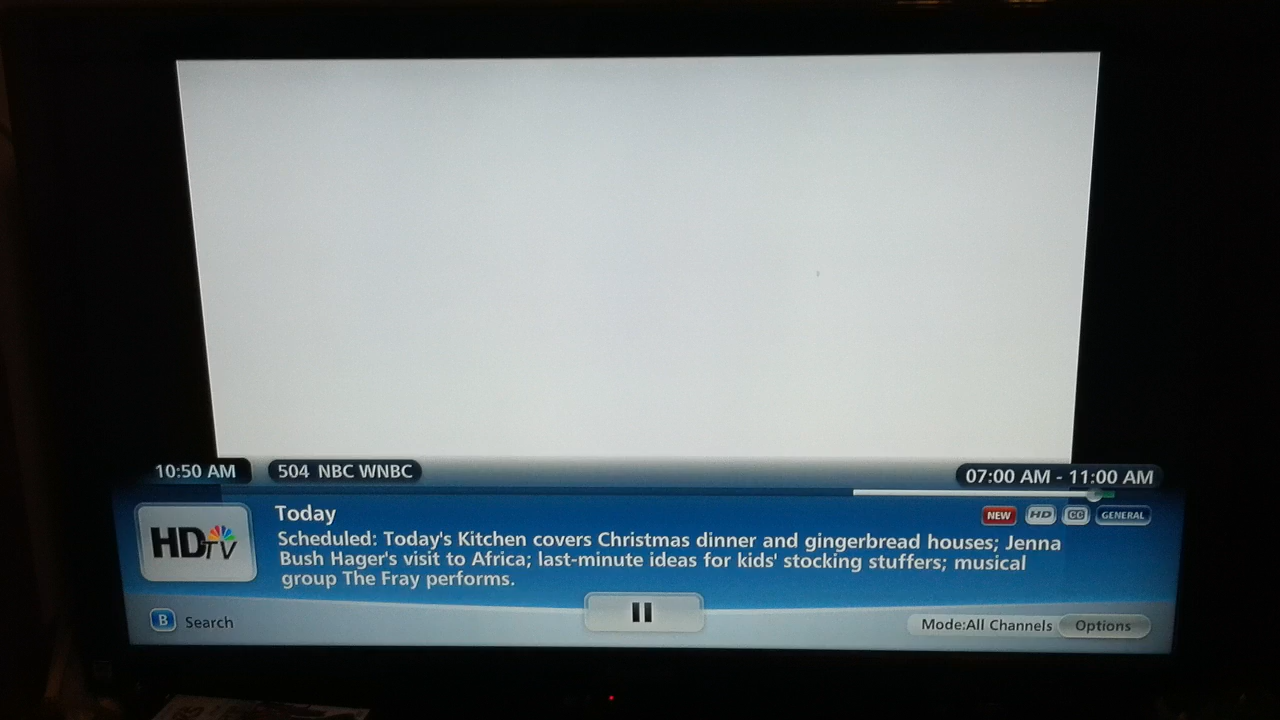 10:50 AM
504 NBC WNBC
07:00 AM - 11:00 AM
HDTV
Today
NEW
HD
CC
GENERAL
Scheduled: Today's Kitchen covers Christmas dinner and gingerbread houses; Jenna
Bush Hager's visit to Africa; last-minute ideas for kids' stocking stuffers; musical
group The Fray performs.
B Search
Mode:All Channels
Options